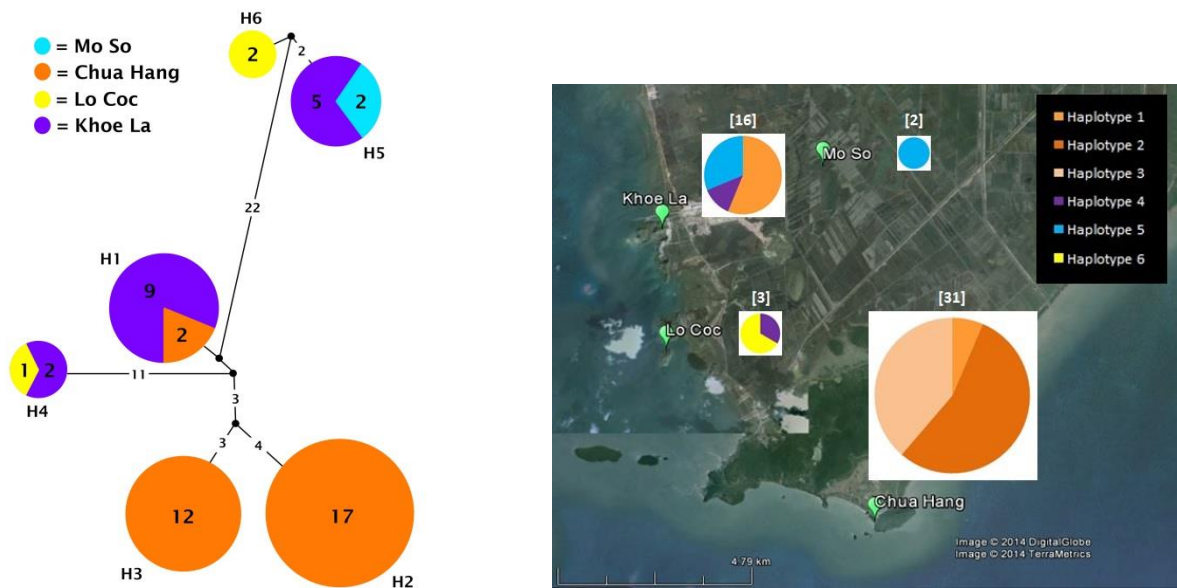 = Mo So
= Chua Hang
= Lo Coc
= Khoe La
H6
2
2
5
2
H5
22
H1
9
2
1
2
H4
11
3
3
4
12
H3
17
H2
[16]
[2]
Mo So
Khoe La
[3]
Lo Coc
[31]
Chua Hang
Haplotype 1
Haplotype 2
Haplotype 3
Haplotype 4
Haplotype 5
Haplotype 6
Image © 2014 DigitalGlobe
Image © 2014 TerraMetrics
4.79 km